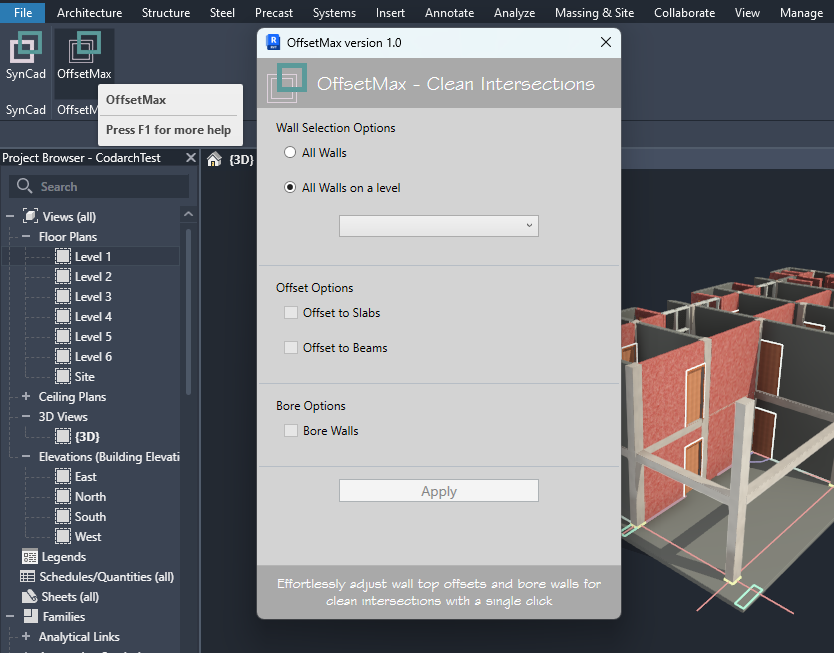 File Architecture Structure Steel Precast Systems Insert Annotate Analyze Massing & Site Collaborate View Manage
SynCad OffsetMax
SynCad
OffsetMax
Press F1 for more help
Project Browser - CodarchTest
{3D}
Search
Views (all)
Floor Plans
Level 1
Level 2
Level 3
Level 4
Level 5
Level 6
Site
Ceiling Plans
3D Views
{3D}
Elevations (Building Elevati
East
North
South
West
Legends
Schedules/Quantities (all)
Sheets (all)
Families
Analytical Links
OffsetMax version 1.0
OffsetMax - Clean Intersections
Wall Selection Options
All Walls
All Walls on a level
Offset Options
Offset to Slabs
Offset to Beams
Bore Options
Bore Walls
Apply
Effortlessly adjust wall top offsets and bore walls for
clean intersections with a single click